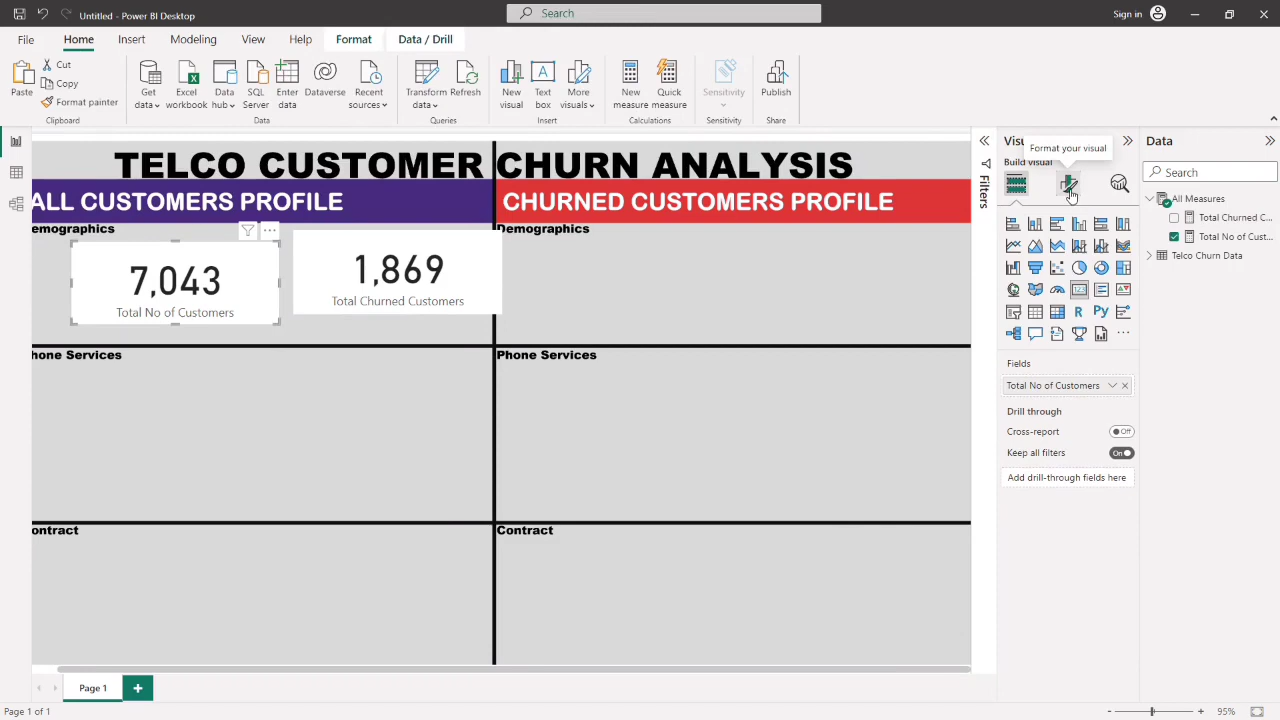 Untitled - Power BI Desktop
Search
Sign in
File
Home
Insert
Modeling
View
Help
Format
Data / Drill
Paste
Cut
Copy
Format painter
Clipboard
Get data
Excel workbook
Data hub
SQL Server
Enter data
Dataverse
Recent sources
Data
Transform data
Refresh
Queries
New visual
Text box
More visuals
Insert
New measure
Quick measure
Calculations
Sensitivity
Sensitivity
Publish
Share
TELCO CUSTOMER CHURN ANALYSIS
ALL CUSTOMERS PROFILE
CHURNED CUSTOMERS PROFILE
emographics
Demographics
7,043
Total No of Customers
1,869
Total Churned Customers
hone Services
Phone Services
ontract
Contract
Filters
Visu
Format your visual
Build visual
123
R
Py
Fields
Total No of Customers
Drill through
Cross-report
Off
Keep all filters
On
Add drill-through fields here
Data
Search
All Measures
Total Churned C...
Total No of Cust...
Telco Churn Data
Page 1
Page 1 of 1
95%